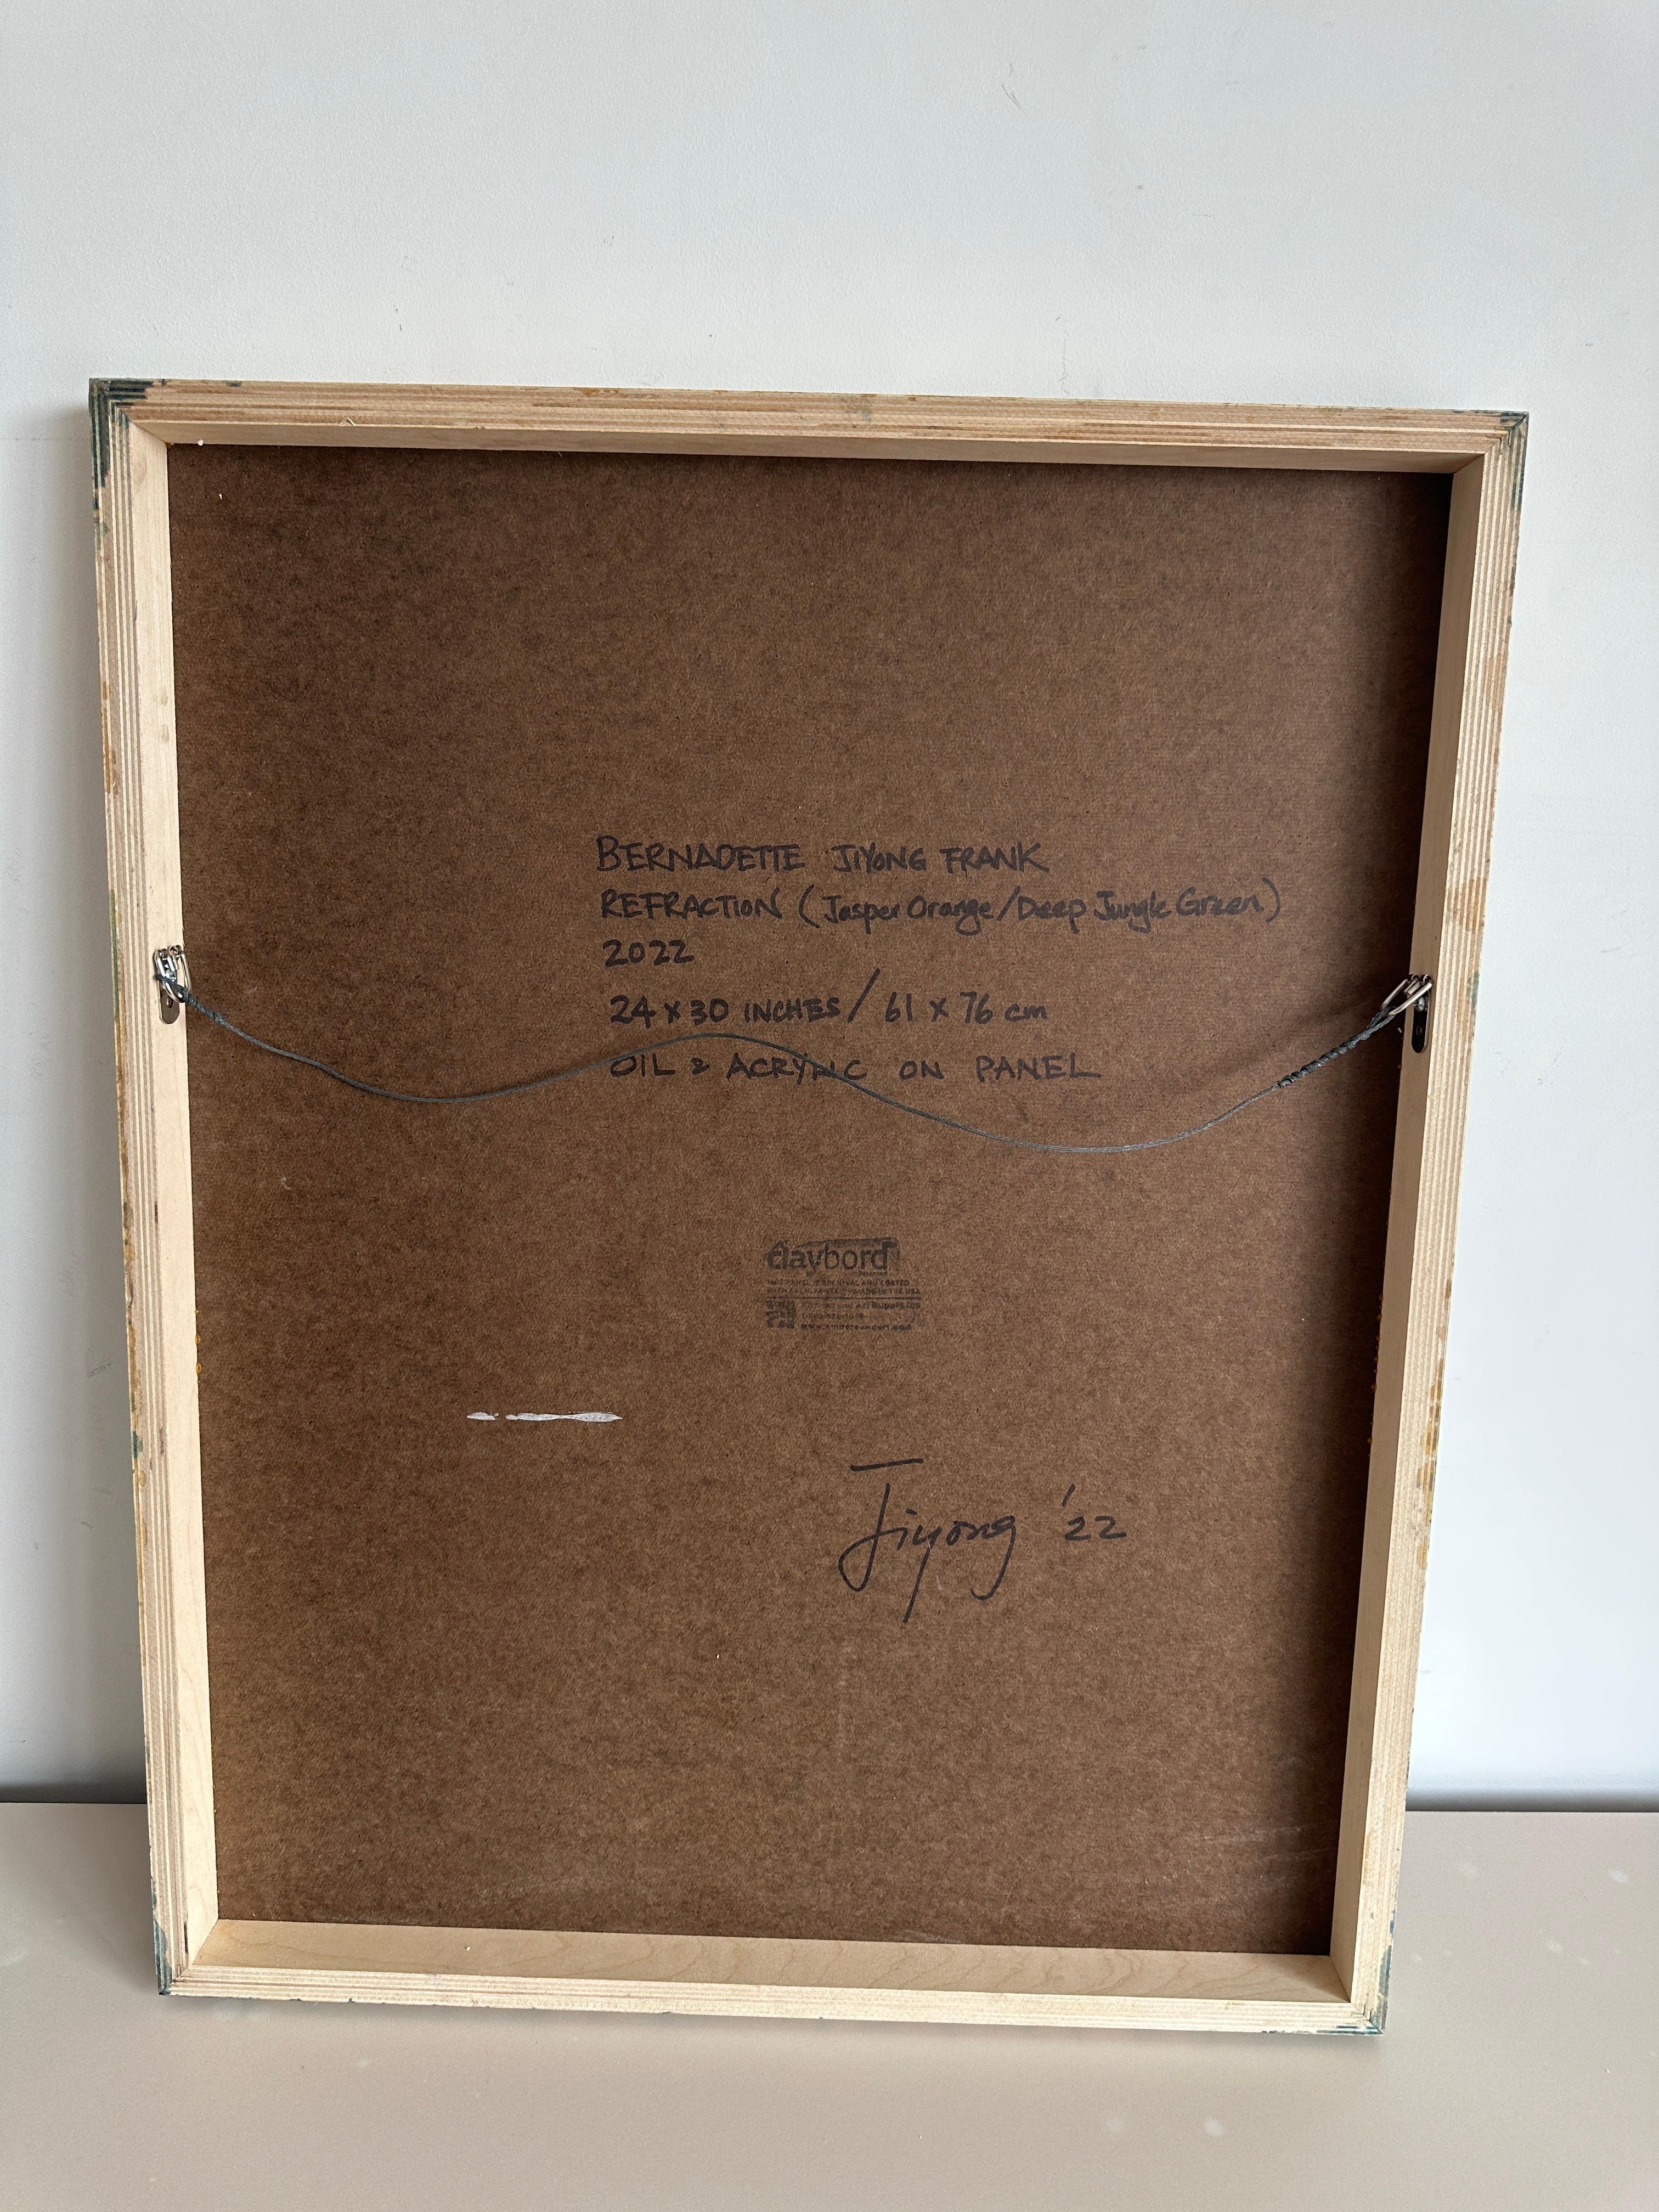 BERNADETTE JIYONG FRANK
REFRACTION (Jasper Orange/Deep Jungle Green)
2022
24 x 30 INCHES / 61 x 76 cm
OIL & ACRYLIC ON PANEL
claybord
Jiyong '22